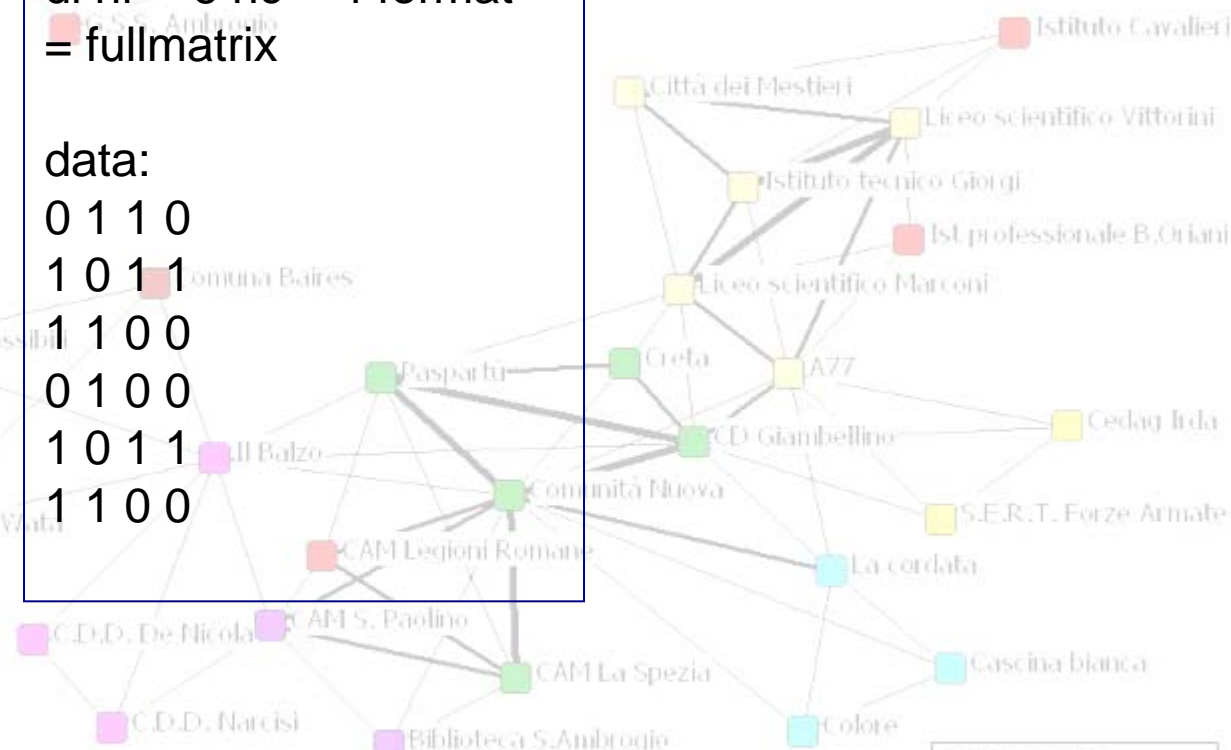 = fullmatrix
data:
0 1 1 0
1 0 1 1
1 1 0 0
0 1 0 0
1 0 1 1
1 1 0 0
G.S.S. Ambrogio
Istituto Cavalieri
Città dei Mestieri
Liceo scientifico Vittorini
Istituto tecnico Giorgi
Ist. professionale B.Oriani
Comuna Baires
Liceo scientifico Marconi
Paspartù
Creta
A77
CD Giambellino
Cedag Irda
Il Balzo
Comunità Nuova
S.E.R.T. Forze Armate
CAM Legioni Romane
La cordata
C.D.D. De Nicola
CAM S. Paolino
CAM La Spezia
Cascina bianca
C.D.D. Narcisi
Colore
Biblioteca S.Ambrogio